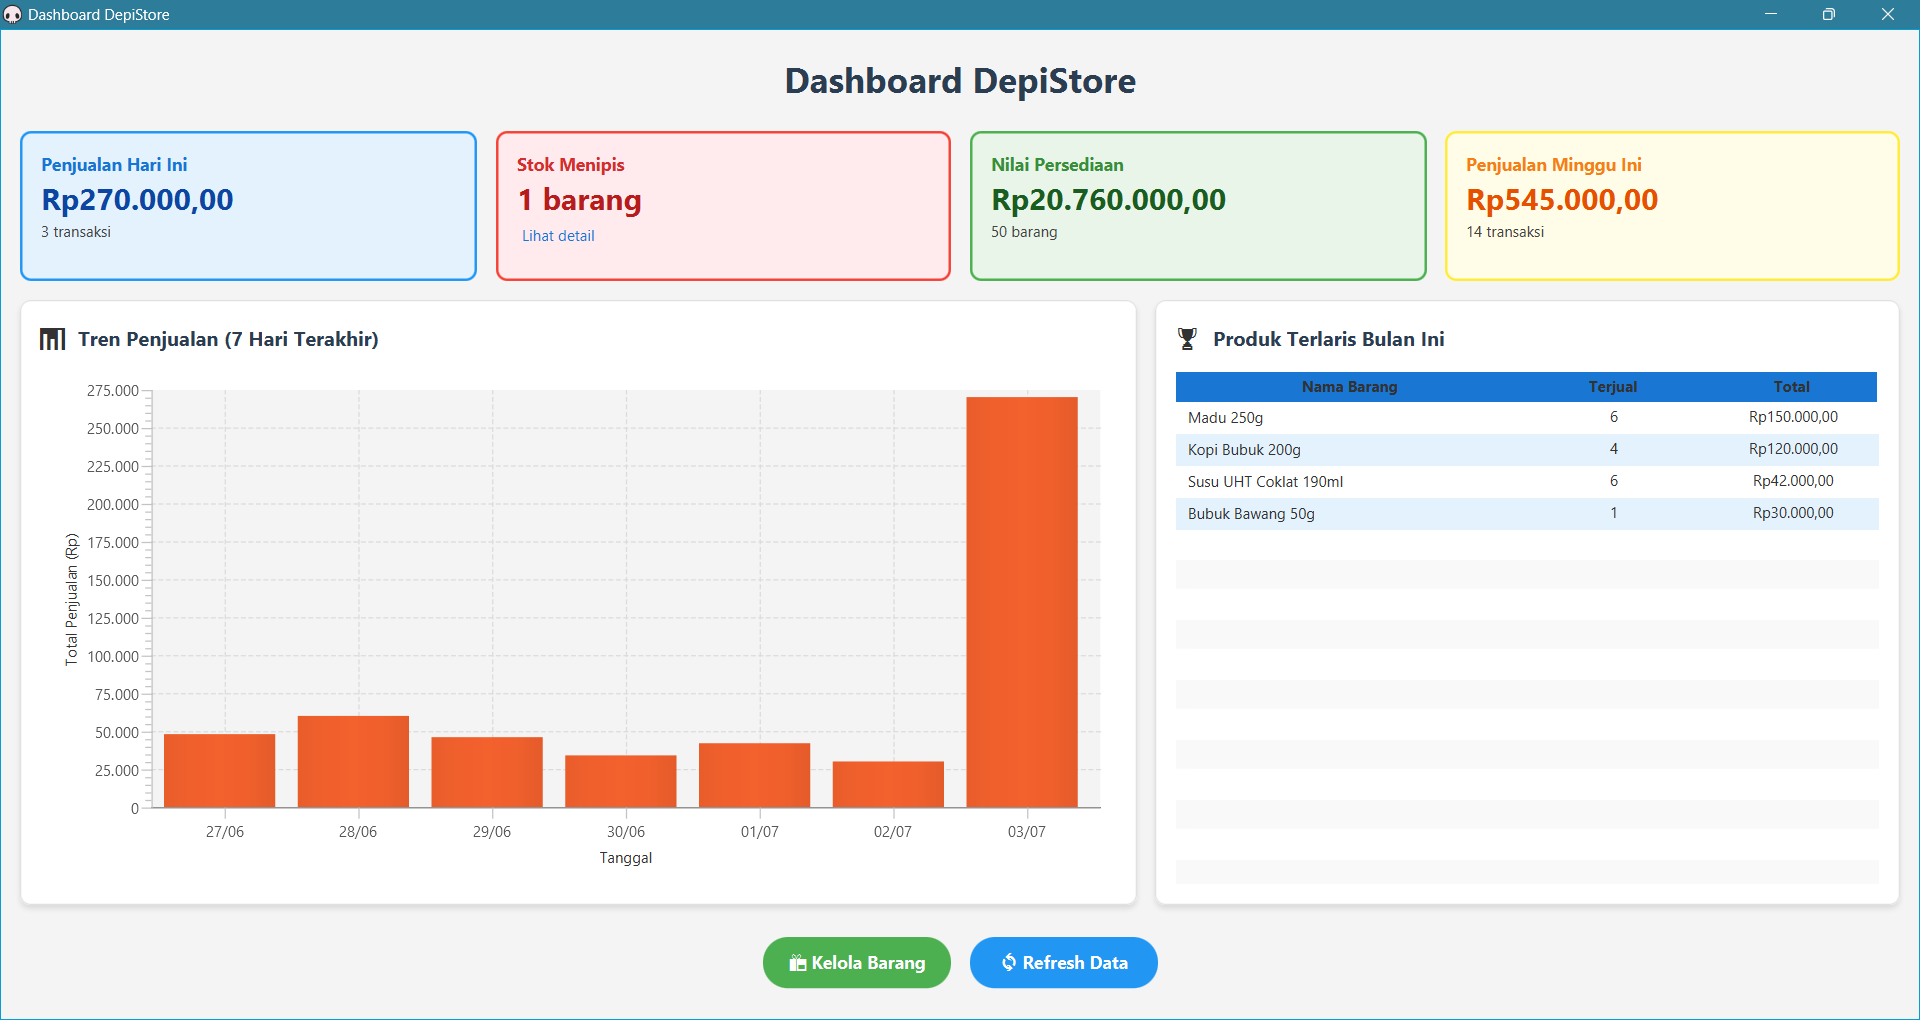 Dashboard DepiStore
Dashboard DepiStore
Penjualan Hari Ini
Rp270.000,00
3 transaksi
Stok Menipis
1 barang
Lihat detail
Nilai Persediaan
Rp20.760.000,00
50 barang
Penjualan Minggu Ini
Rp545.000,00
14 transaksi
Tren Penjualan (7 Hari Terakhir)
Total Penjualan (Rp)
275.000
250.000
225.000
200.000
175.000
150.000
125.000
100.000
75.000
50.000
25.000
0
27/06 28/06 29/06 30/06 01/07 02/07 03/07
Tanggal
Produk Terlaris Bulan Ini
Nama Barang Terjual Total
Madu 250g 6 Rp150.000,00
Kopi Bubuk 200g 4 Rp120.000,00
Susu UHT Coklat 190ml 6 Rp42.000,00
Bubuk Bawang 50g 1 Rp30.000,00
Kelola Barang
Refresh Data